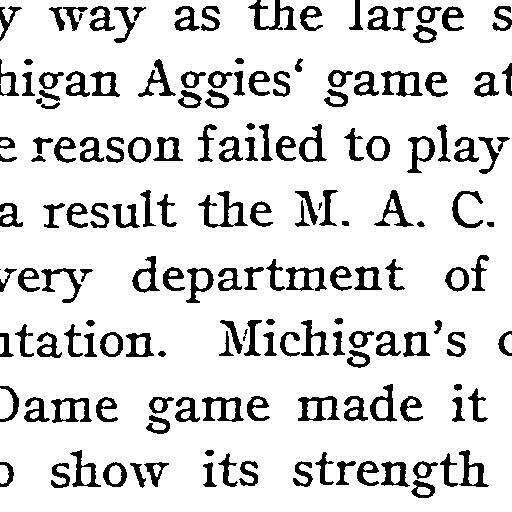 y way as the large s
higan Aggies‘ game at
e reason failed to play
a result the M. A. C.
very department of
utation. Michigan's c
Dame game made it
o show its strength